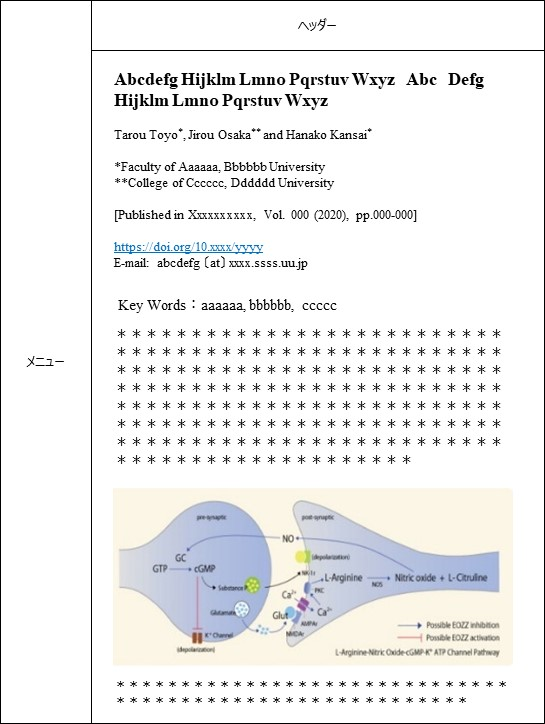 ヘッダー
メニュー
Abcdefg Hijklm Lmno Pqrstuv Wxyz Abc Defg
Hijklm Lmno Pqrstuv Wxyz
Tarou Toyo*, Jirou Osaka** and Hanako Kansai*
*Faculty of Aaaaaa, Bbbbbb University
**College of Cccccc, Dddddd University
[Published in Xxxxxxxxxx, Vol. 000 (2020), pp.000-000]
https://doi.org/10.xxxx/yyyy
E-mail: abcdefg〔at〕xxxx.ssss.uu.jp
Key Words：aaaaaa, bbbbbb, ccccc
＊＊＊＊＊＊＊＊＊＊＊＊＊＊＊＊＊＊＊＊＊＊＊＊＊＊
＊＊＊＊＊＊＊＊＊＊＊＊＊＊＊＊＊＊＊＊＊＊＊＊＊＊
＊＊＊＊＊＊＊＊＊＊＊＊＊＊＊＊＊＊＊＊＊＊＊＊＊＊
＊＊＊＊＊＊＊＊＊＊＊＊＊＊＊＊＊＊＊＊＊＊＊＊＊＊
＊＊＊＊＊＊＊＊＊＊＊＊＊＊＊＊＊＊＊＊＊＊＊＊＊＊
＊＊＊＊＊＊＊＊＊＊＊＊＊＊＊＊＊＊＊＊＊＊＊＊＊＊
＊＊＊＊＊＊＊＊＊＊＊＊＊＊＊＊＊＊＊＊＊＊＊＊＊＊
＊＊＊＊＊＊＊＊＊＊＊＊＊＊＊＊＊＊＊＊
pre-synaptic
post-synaptic
NO
GC
(depolarization)
GTP
cGMP
NK-1r
L-Arginine
NOS
Nitric oxide + L-Citruline
Substance P
PKC
Ca²⁺
Glutamate
Glut
Ca²⁺
AMPAr
NMDAr
K⁺ Channel
(depolarization)
Possible EOZZ inhibition
Possible EOZZ activation
L-Arginine-Nitric Oxide-cGMP-K⁺ ATP Channel Pathway
＊＊＊＊＊＊＊＊＊＊＊＊＊＊＊＊＊＊＊＊＊＊＊＊＊＊
＊＊＊＊＊＊＊＊＊＊＊＊＊＊＊＊＊＊＊＊＊＊＊